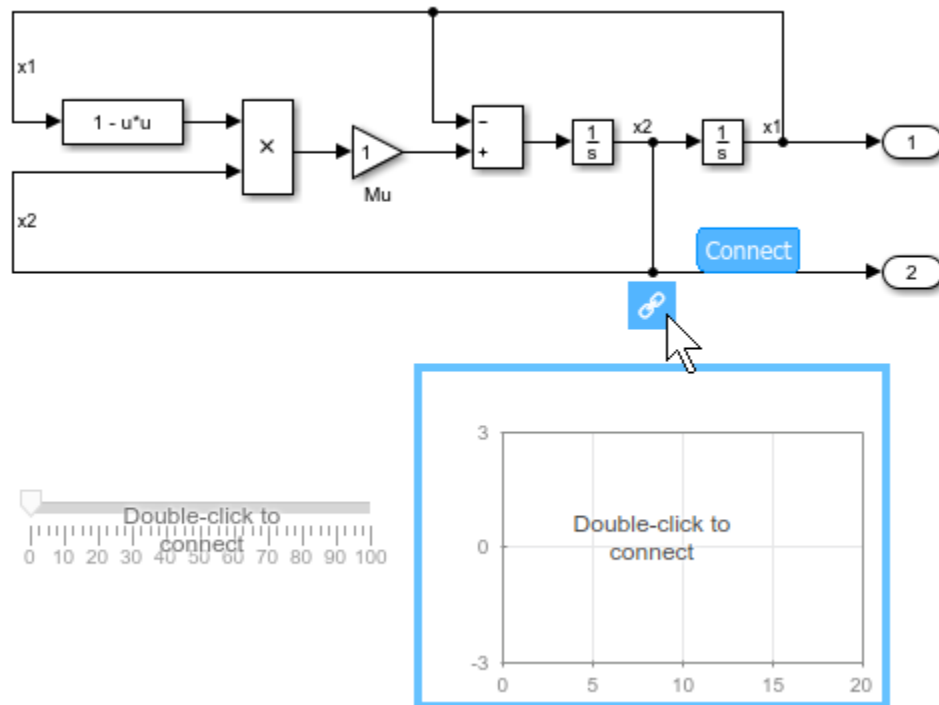 x1
1 - u*u
×
1
Mu
−
+
1
s
x2
1
s
x1
1
x2
Connect
2
Double-click to
connect
0 10 20 30 40 50 60 70 80 90 100
3
Double-click to
connect
0
-3
0 5 10 15 20